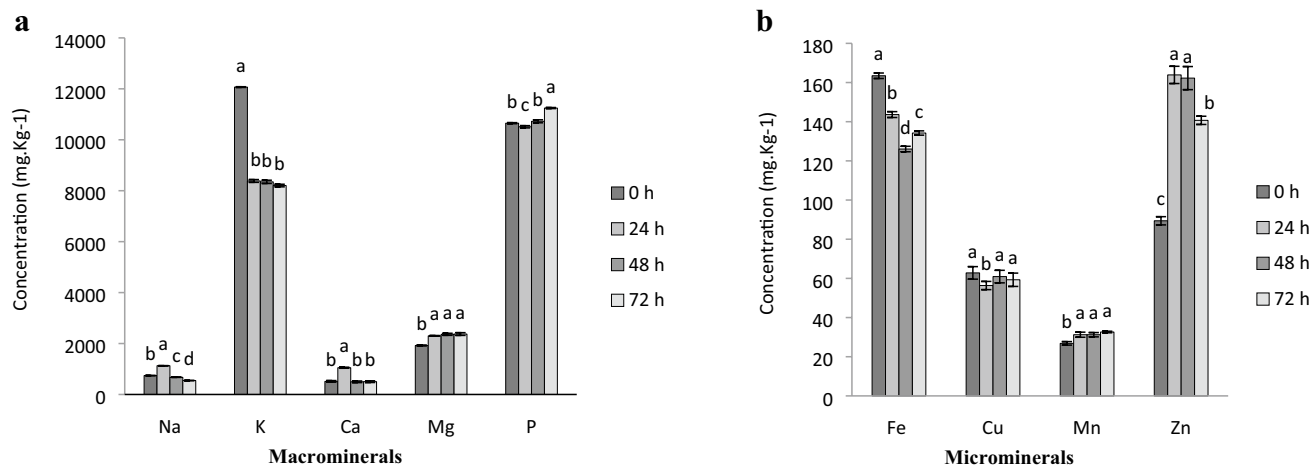 a
14000
12000
10000
8000
6000
4000
2000
0
Concentration (mg.Kg-1)
b a c d
a b b b
b a b b
b a a a
b c b a
Na K Ca Mg P
Macrominerals
0 h
24 h
48 h
72 h
b
180
160
140
120
100
80
60
40
20
0
Concentration (mg.Kg-1)
a b d c
a b a a
b a a a
c a a b
Fe Cu Mn Zn
Microminerals
0 h
24 h
48 h
72 h